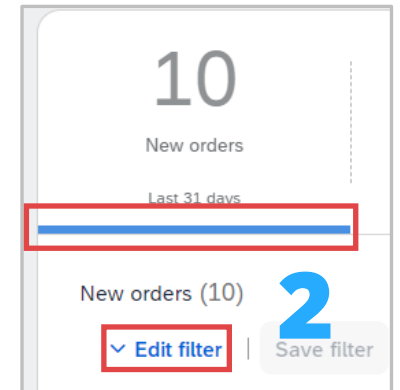 10
New orders
Last 31 days
New orders (10)
2
Edit filter | Save filter